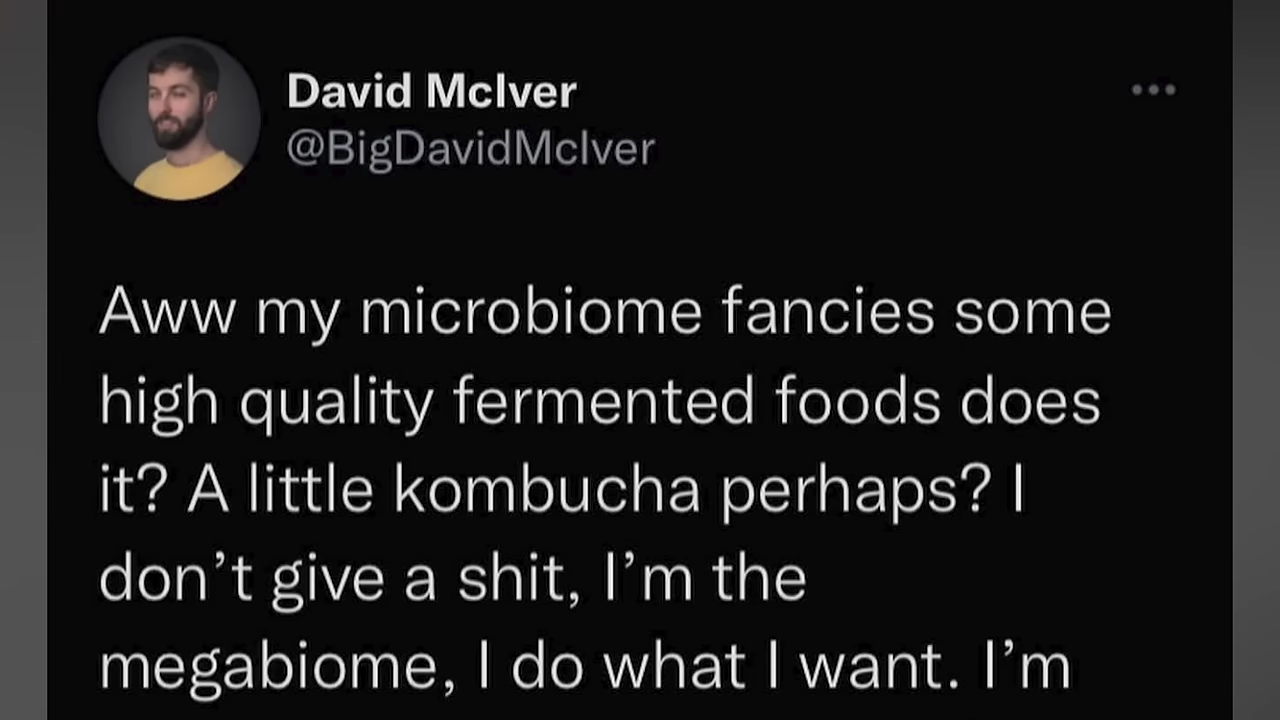 David McIver
@BigDavidMcIver
Aww my microbiome fancies some
high quality fermented foods does
it? A little kombucha perhaps? I
don’t give a shit, I’m the
megabiome, I do what I want. I’m